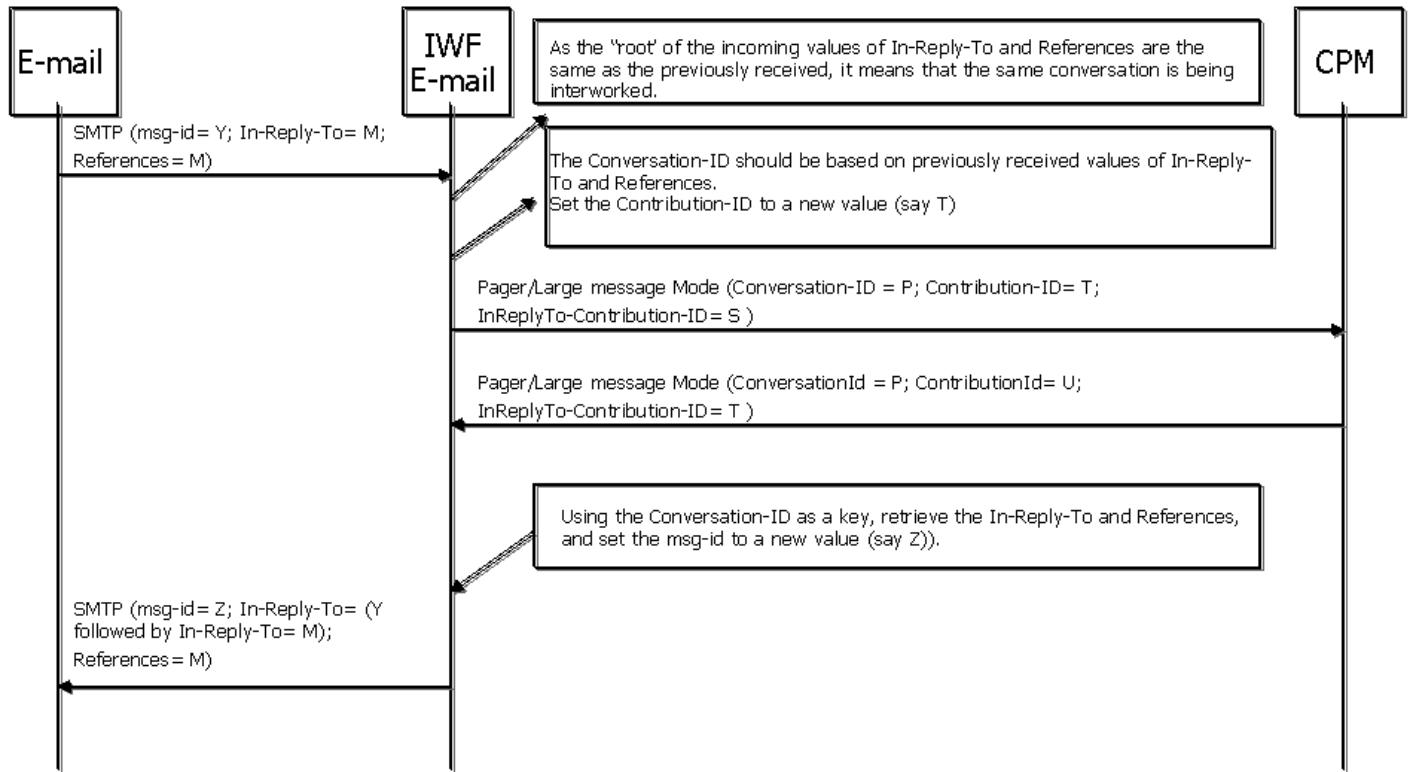 E-mail
IWF
E-mail
CPM
As the "root' of the incoming values of In-Reply-To and References are the
same as the previously received, it means that the same conversation is being
interworked.
SMTP (msg-id= Y; In-Reply-To= M;
References= M)
The Conversation-ID should be based on previously received values of In-Reply-
To and References.
Set the Contribution-ID to a new value (say T)
Pager/Large message Mode (Conversation-ID = P; Contribution-ID= T;
InReplyTo-Contribution-ID= S )
Pager/Large message Mode (ConversationId = P; ContributionId= U;
InReplyTo-Contribution-ID= T )
Using the Conversation-ID as a key, retrieve the In-Reply-To and References,
and set the msg-id to a new value (say Z)).
SMTP (msg-id= Z; In-Reply-To= (Y
followed by In-Reply-To= M);
References= M)